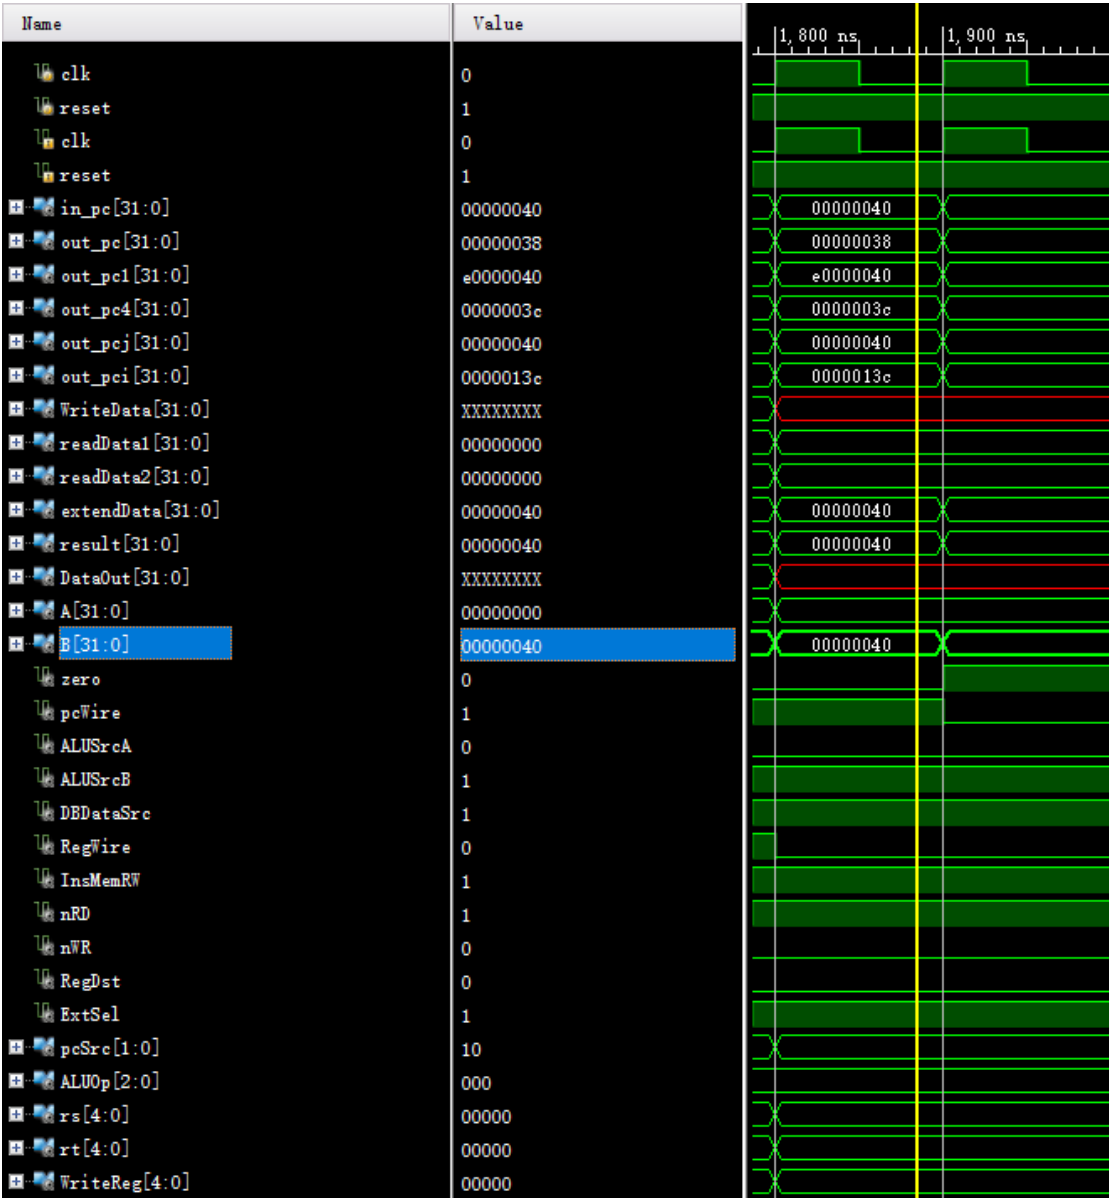 Name Value 1,800 ns 1,900 ns
clk 0
reset 1
clk 0
reset 1
in_pc[31:0] 00000040 00000040
out_pc[31:0] 00000038 00000038
out_pc1[31:0] e0000040 e0000040
out_pc4[31:0] 0000003c 0000003c
out_pcj[31:0] 00000040 00000040
out_pci[31:0] 0000013c 0000013c
WriteData[31:0] XXXXXXXX
readData1[31:0] 00000000
readData2[31:0] 00000000
extendData[31:0] 00000040 00000040
result[31:0] 00000040 00000040
DataOut[31:0] XXXXXXXX
A[31:0] 00000000
B[31:0] 00000040 00000040
zero 0
pcWire 1
ALUSrcA 0
ALUSrcB 1
DBDataSrc 1
RegWire 0
InsMemRW 1
nRD 1
nWR 0
RegDst 0
ExtSel 1
pcSrc[1:0] 10
ALUOp[2:0] 000
rs[4:0] 00000
rt[4:0] 00000
WriteReg[4:0] 00000